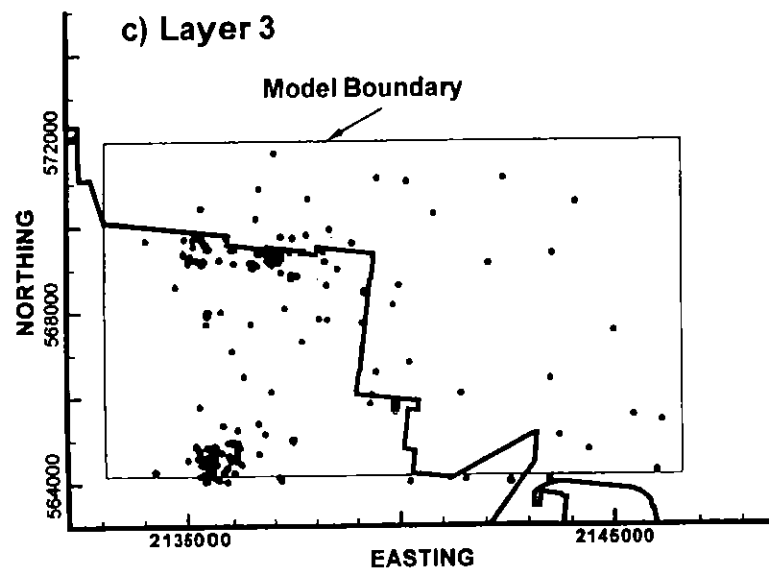 c) Layer 3
Model Boundary
572000
568000
564000
NORTHING
2135000
2145000
EASTING